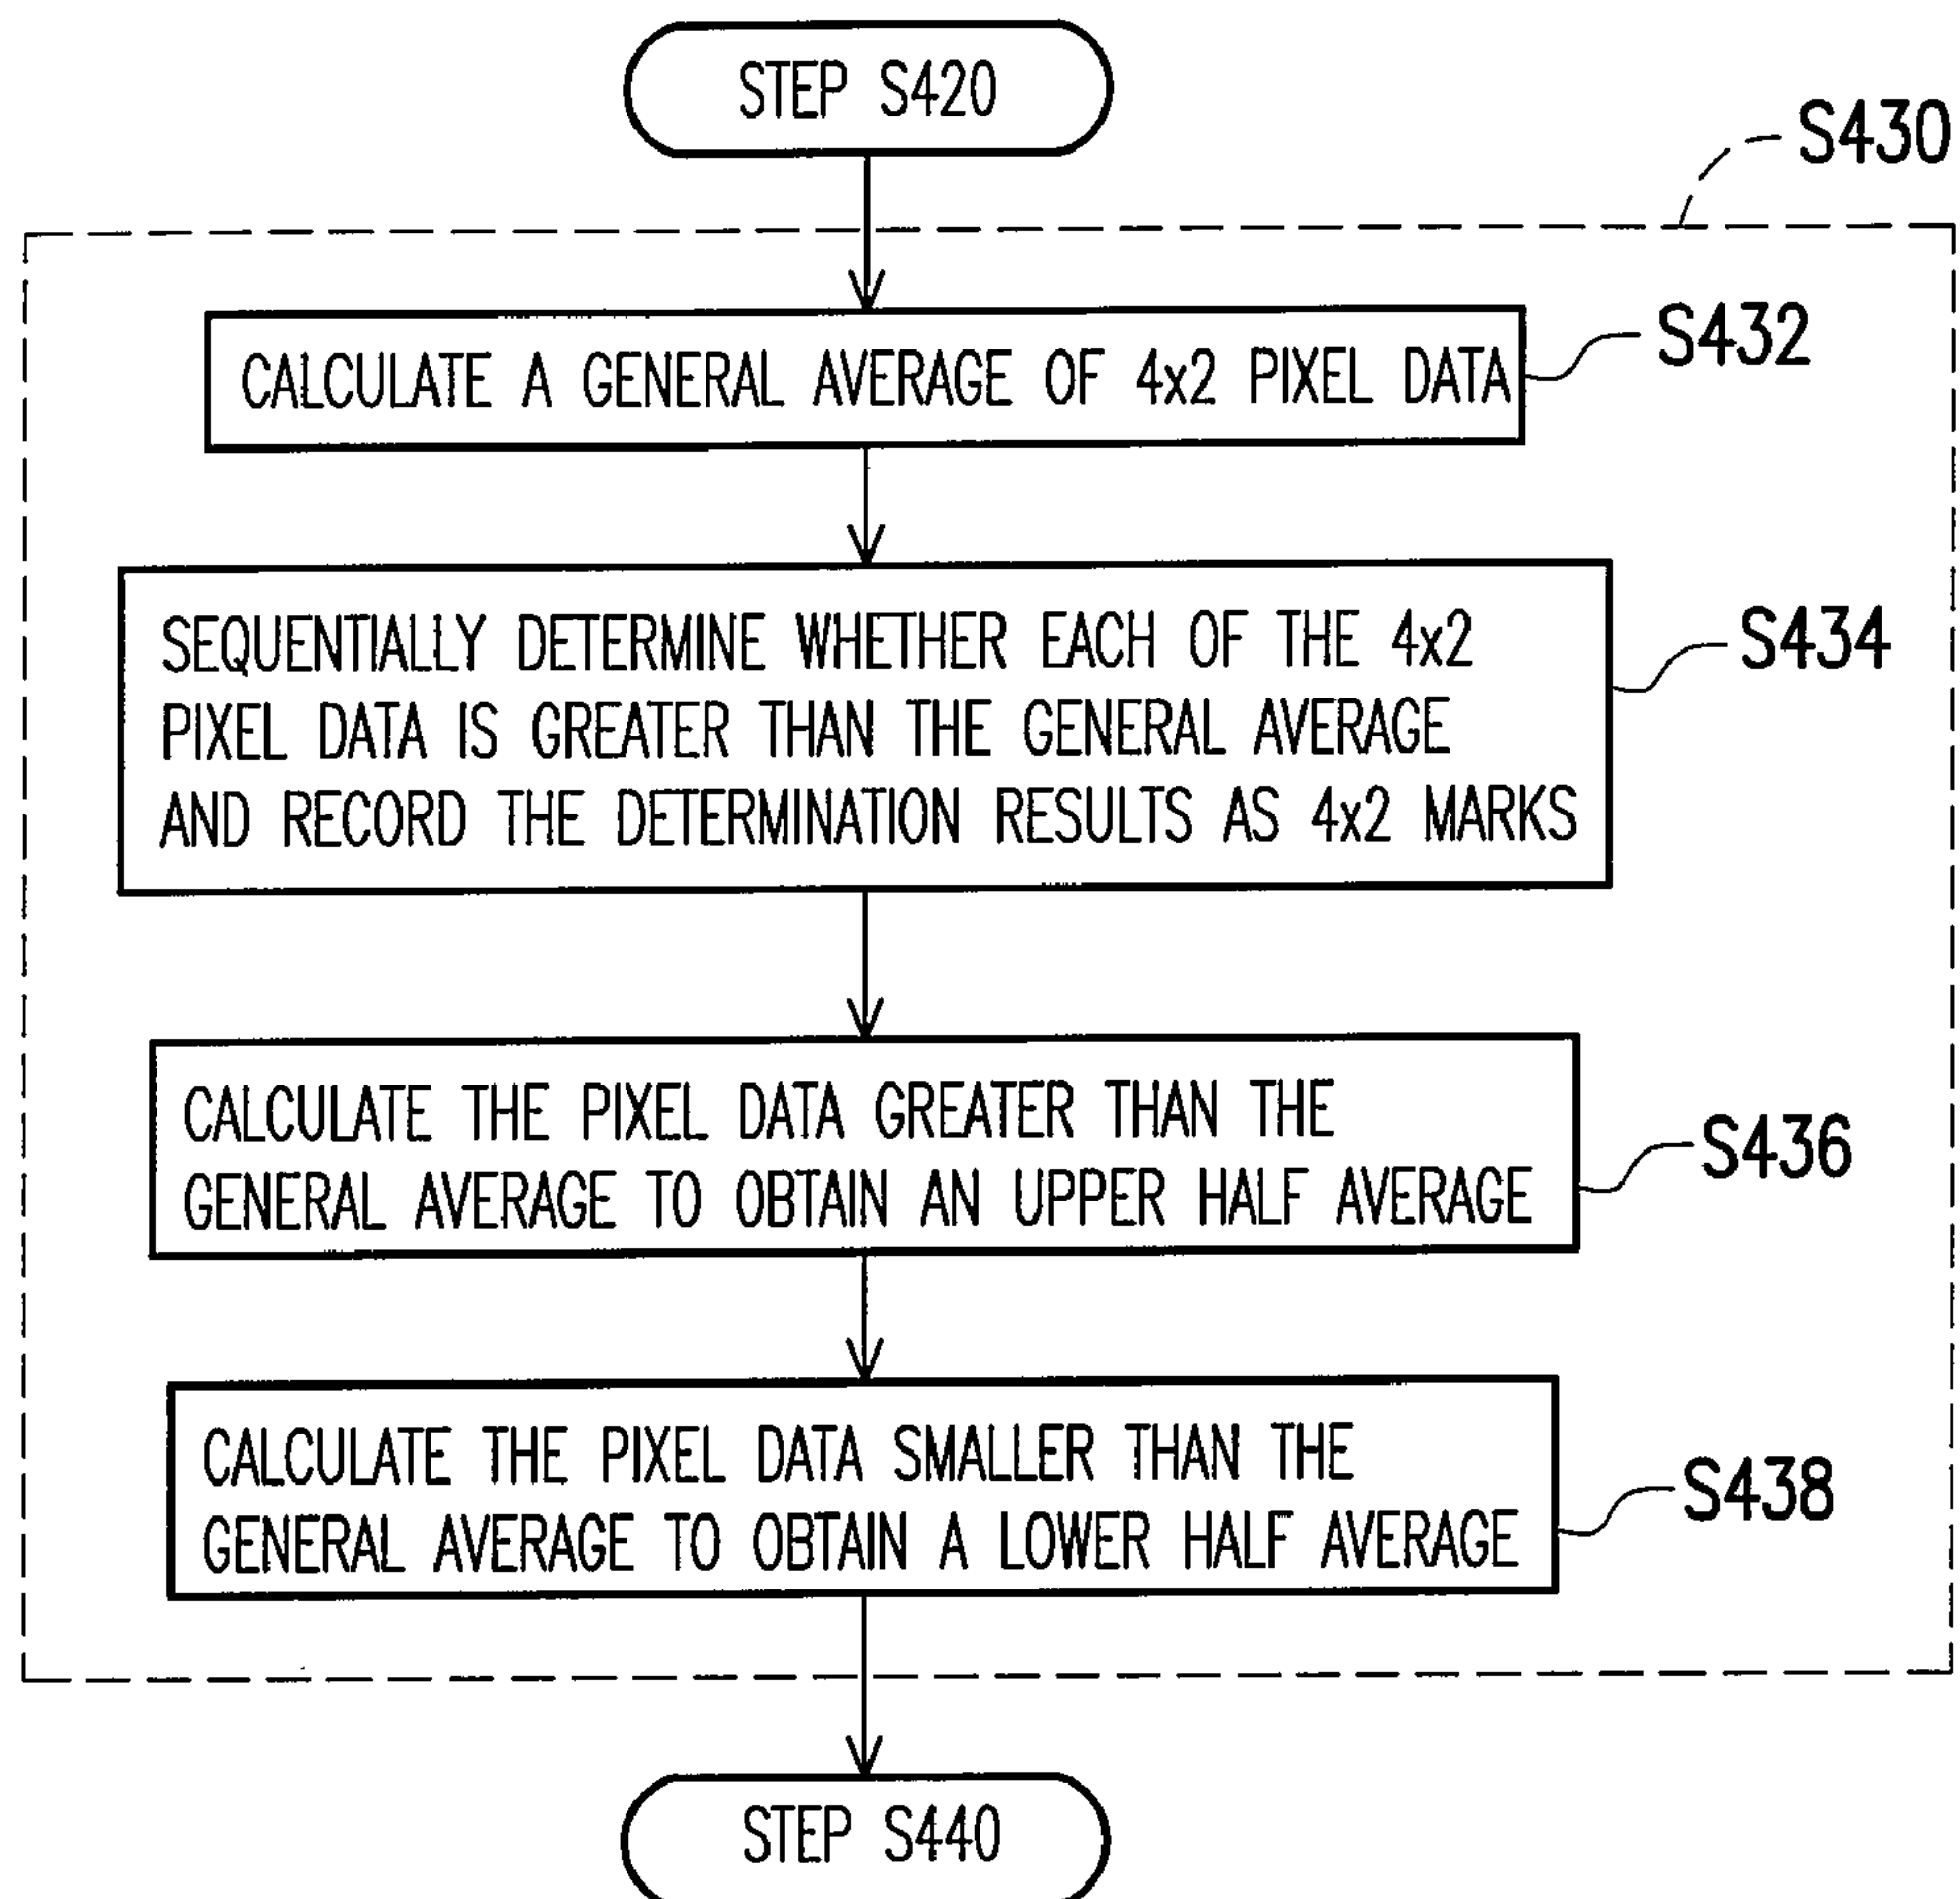 STEP S420
S430
CALCULATE A GENERAL AVERAGE OF 4x2 PIXEL DATA
S432
SEQUENTIALLY DETERMINE WHETHER EACH OF THE 4x2
PIXEL DATA IS GREATER THAN THE GENERAL AVERAGE
AND RECORD THE DETERMINATION RESULTS AS 4x2 MARKS
S434
CALCULATE THE PIXEL DATA GREATER THAN THE
GENERAL AVERAGE TO OBTAIN AN UPPER HALF AVERAGE
S436
CALCULATE THE PIXEL DATA SMALLER THAN THE
GENERAL AVERAGE TO OBTAIN A LOWER HALF AVERAGE
S438
STEP S440